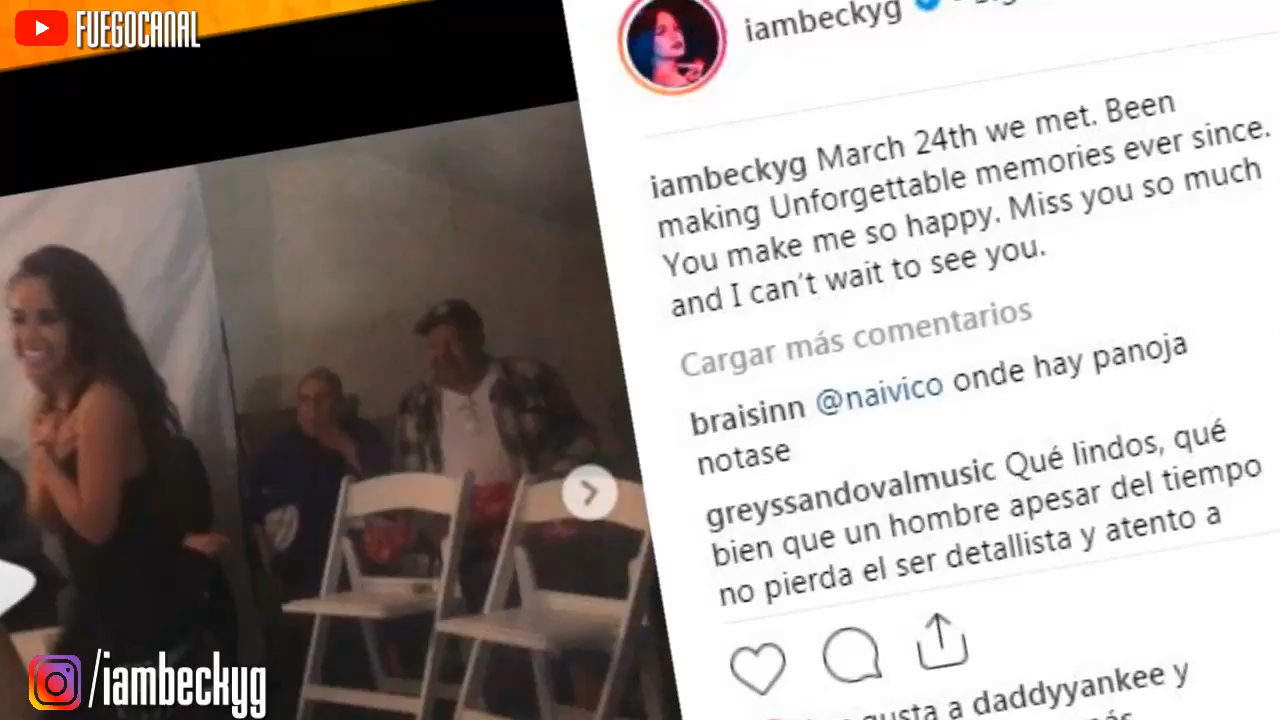 FUEGOCANAL
iambeckyg
iambeckyg March 24th we met. Been
making Unforgettable memories ever since.
You make me so happy. Miss you so much
and I can't wait to see you.
Cargar más comentarios
braisinn @naivico onde hay panoja
notase
greyssandovalmusic Qué lindos, qué
bien que un hombre apesar del tiempo
no pierda el ser detallista y atento a
gusta a daddyyankee y
/iambeckyg